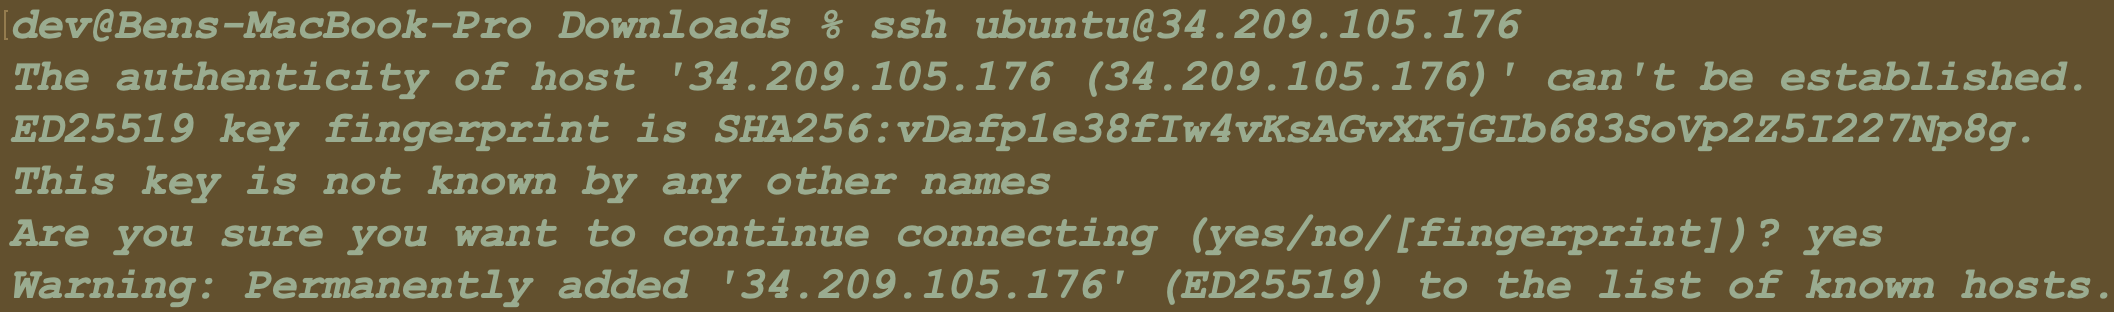 dev@Bens-MacBook-Pro Downloads % ssh ubuntu@34.209.105.176
The authenticity of host '34.209.105.176 (34.209.105.176)' can't be established.
ED25519 key fingerprint is SHA256:vDafp1e38fIw4vKsAGvXKjGIb683SoVp2Z5I227Np8g.
This key is not known by any other names
Are you sure you want to continue connecting (yes/no/[fingerprint])? yes
Warning: Permanently added '34.209.105.176' (ED25519) to the list of known hosts.